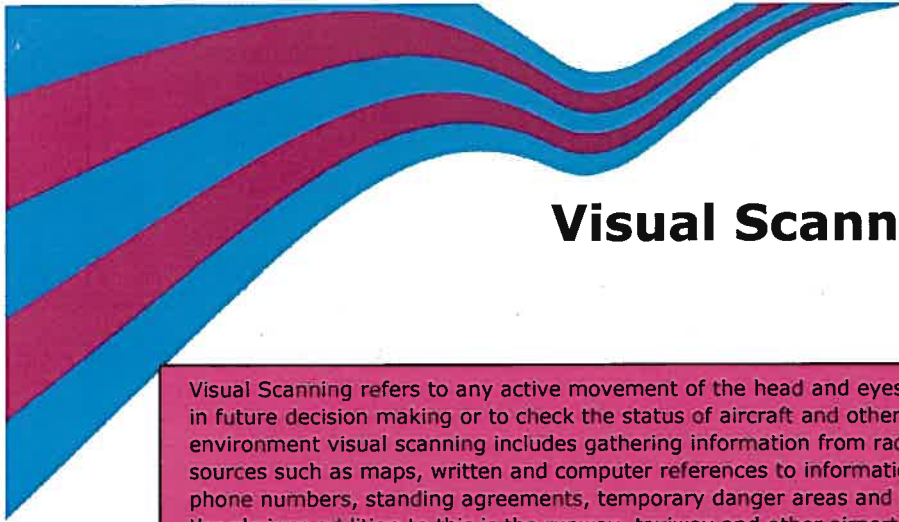 Visual Scann
Visual Scanning refers to any active movement of the head and eyes
in future decision making or to check the status of aircraft and other
environment visual scanning includes gathering information from
sources such as maps, written and computer references to
phone numbers, standing agreements, temporary danger areas and